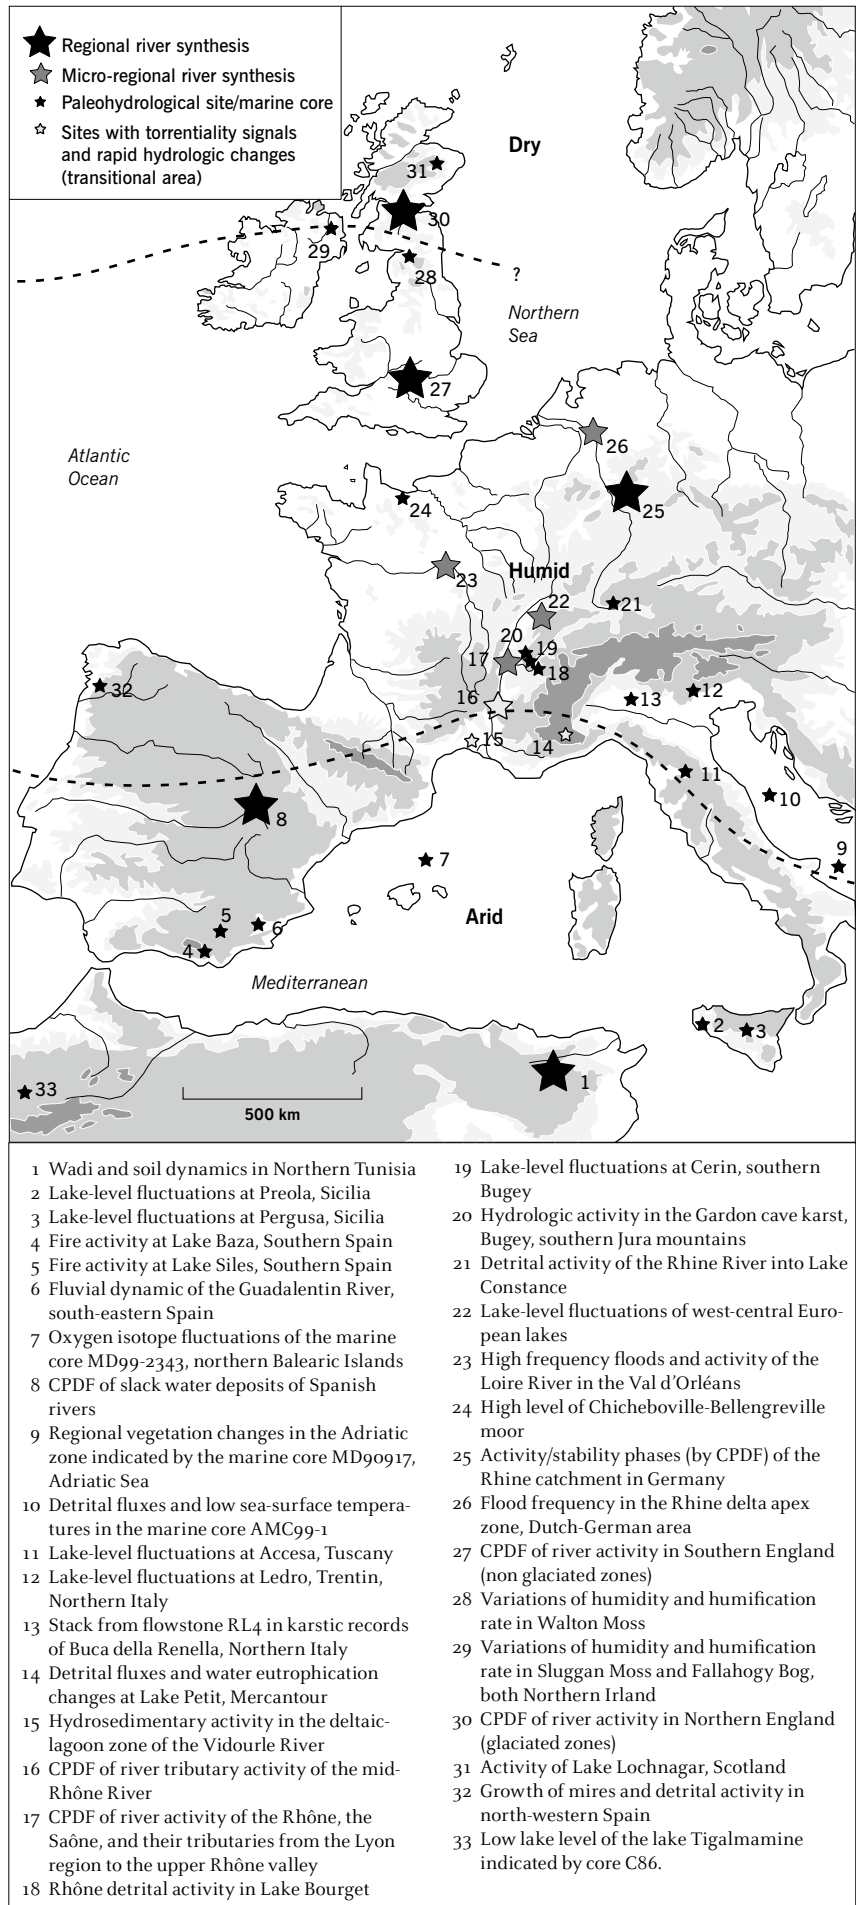 Regional river synthesis
Micro-regional river synthesis
Paleohydrological site/marine core
Sites with torrentiality signals
and rapid hydrologic changes
(transitional area)
Dry
31
30
29
28
?
Northern
Sea
27
26
Atlantic
Ocean
24
25
Humid
23
22
21
20
19
17
18
32
16
13
12
15
14
11
8
10
7
9
5
6
Arid
4
Mediterranean
2
3
33
1
500 km
1 Wadi and soil dynamics in Northern Tunisia
2 Lake-level fluctuations at Preola, Sicilia
3 Lake-level fluctuations at Pergusa, Sicilia
4 Fire activity at Lake Baza, Southern Spain
5 Fire activity at Lake Siles, Southern Spain
6 Fluvial dynamic of the Guadalentin River,
south-eastern Spain
7 Oxygen isotope fluctuations of the marine
core MD99-2343, northern Balearic Islands
8 CPDF of slack water deposits of Spanish
rivers
9 Regional vegetation changes in the Adriatic
zone indicated by the marine core MD90917,
Adriatic Sea
10 Detrital fluxes and low sea-surface tempera-
tures in the marine core AMC99-1
11 Lake-level fluctuations at Accesa, Tuscany
12 Lake-level fluctuations at Ledro, Trentin,
Northern Italy
13 Stack from flowstone RL4 in karstic records
of Buca della Renella, Northern Italy
14 Detrital fluxes and water eutrophication
changes at Lake Petit, Mercantour
15 Hydrosedimentary activity in the deltaic-
lagoon zone of the Vidourle River
16 CPDF of river tributary activity of the mid-
Rhône River
17 CPDF of river activity of the Rhône, the
Saône, and their tributaries from the Lyon
region to the upper Rhône valley
18 Rhône detrital activity in Lake Bourget
19 Lake-level fluctuations at Cerin, southern
Bugey
20 Hydrologic activity in the Gardon cave karst,
Bugey, southern Jura mountains
21 Detrital activity of the Rhine River into Lake
Constance
22 Lake-level fluctuations of west-central Euro-
pean lakes
23 High frequency floods and activity of the
Loire River in the Val d'Orléans
24 High level of Chicheboville-Bellengreville
moor
25 Activity/stability phases (by CPDF) of the
Rhine catchment in Germany
26 Flood frequency in the Rhine delta apex
zone, Dutch-German area
27 CPDF of river activity in Southern England
(non glaciated zones)
28 Variations of humidity and humification
rate in Walton Moss
29 Variations of humidity and humification
rate in Sluggan Moss and Fallahogy Bog,
both Northern Irland
30 CPDF of river activity in Northern England
(glaciated zones)
31 Activity of Lake Lochnagar, Scotland
32 Growth of mires and detrital activity in
north-western Spain
33 Low lake level of the lake Tigalmamine
indicated by core C86.